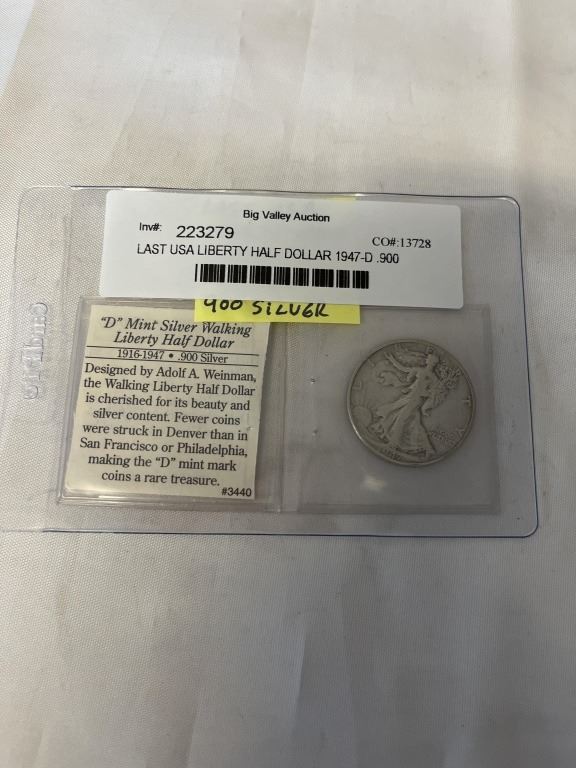 Big Valley Auction
Inv#: 223279 CO#:13728
LAST USA LIBERTY HALF DOLLAR 1947-D .900
900 SILVER
"D" Mint Silver Walking
Liberty Half Dollar
1916-1947 • .900 Silver
Designed by Adolf A. Weinman,
the Walking Liberty Half Dollar
is cherished for its beauty and
silver content. Fewer coins
were struck in Denver than in
San Francisco or Philadelphia,
making the "D" mint mark
coins a rare treasure.
#3440